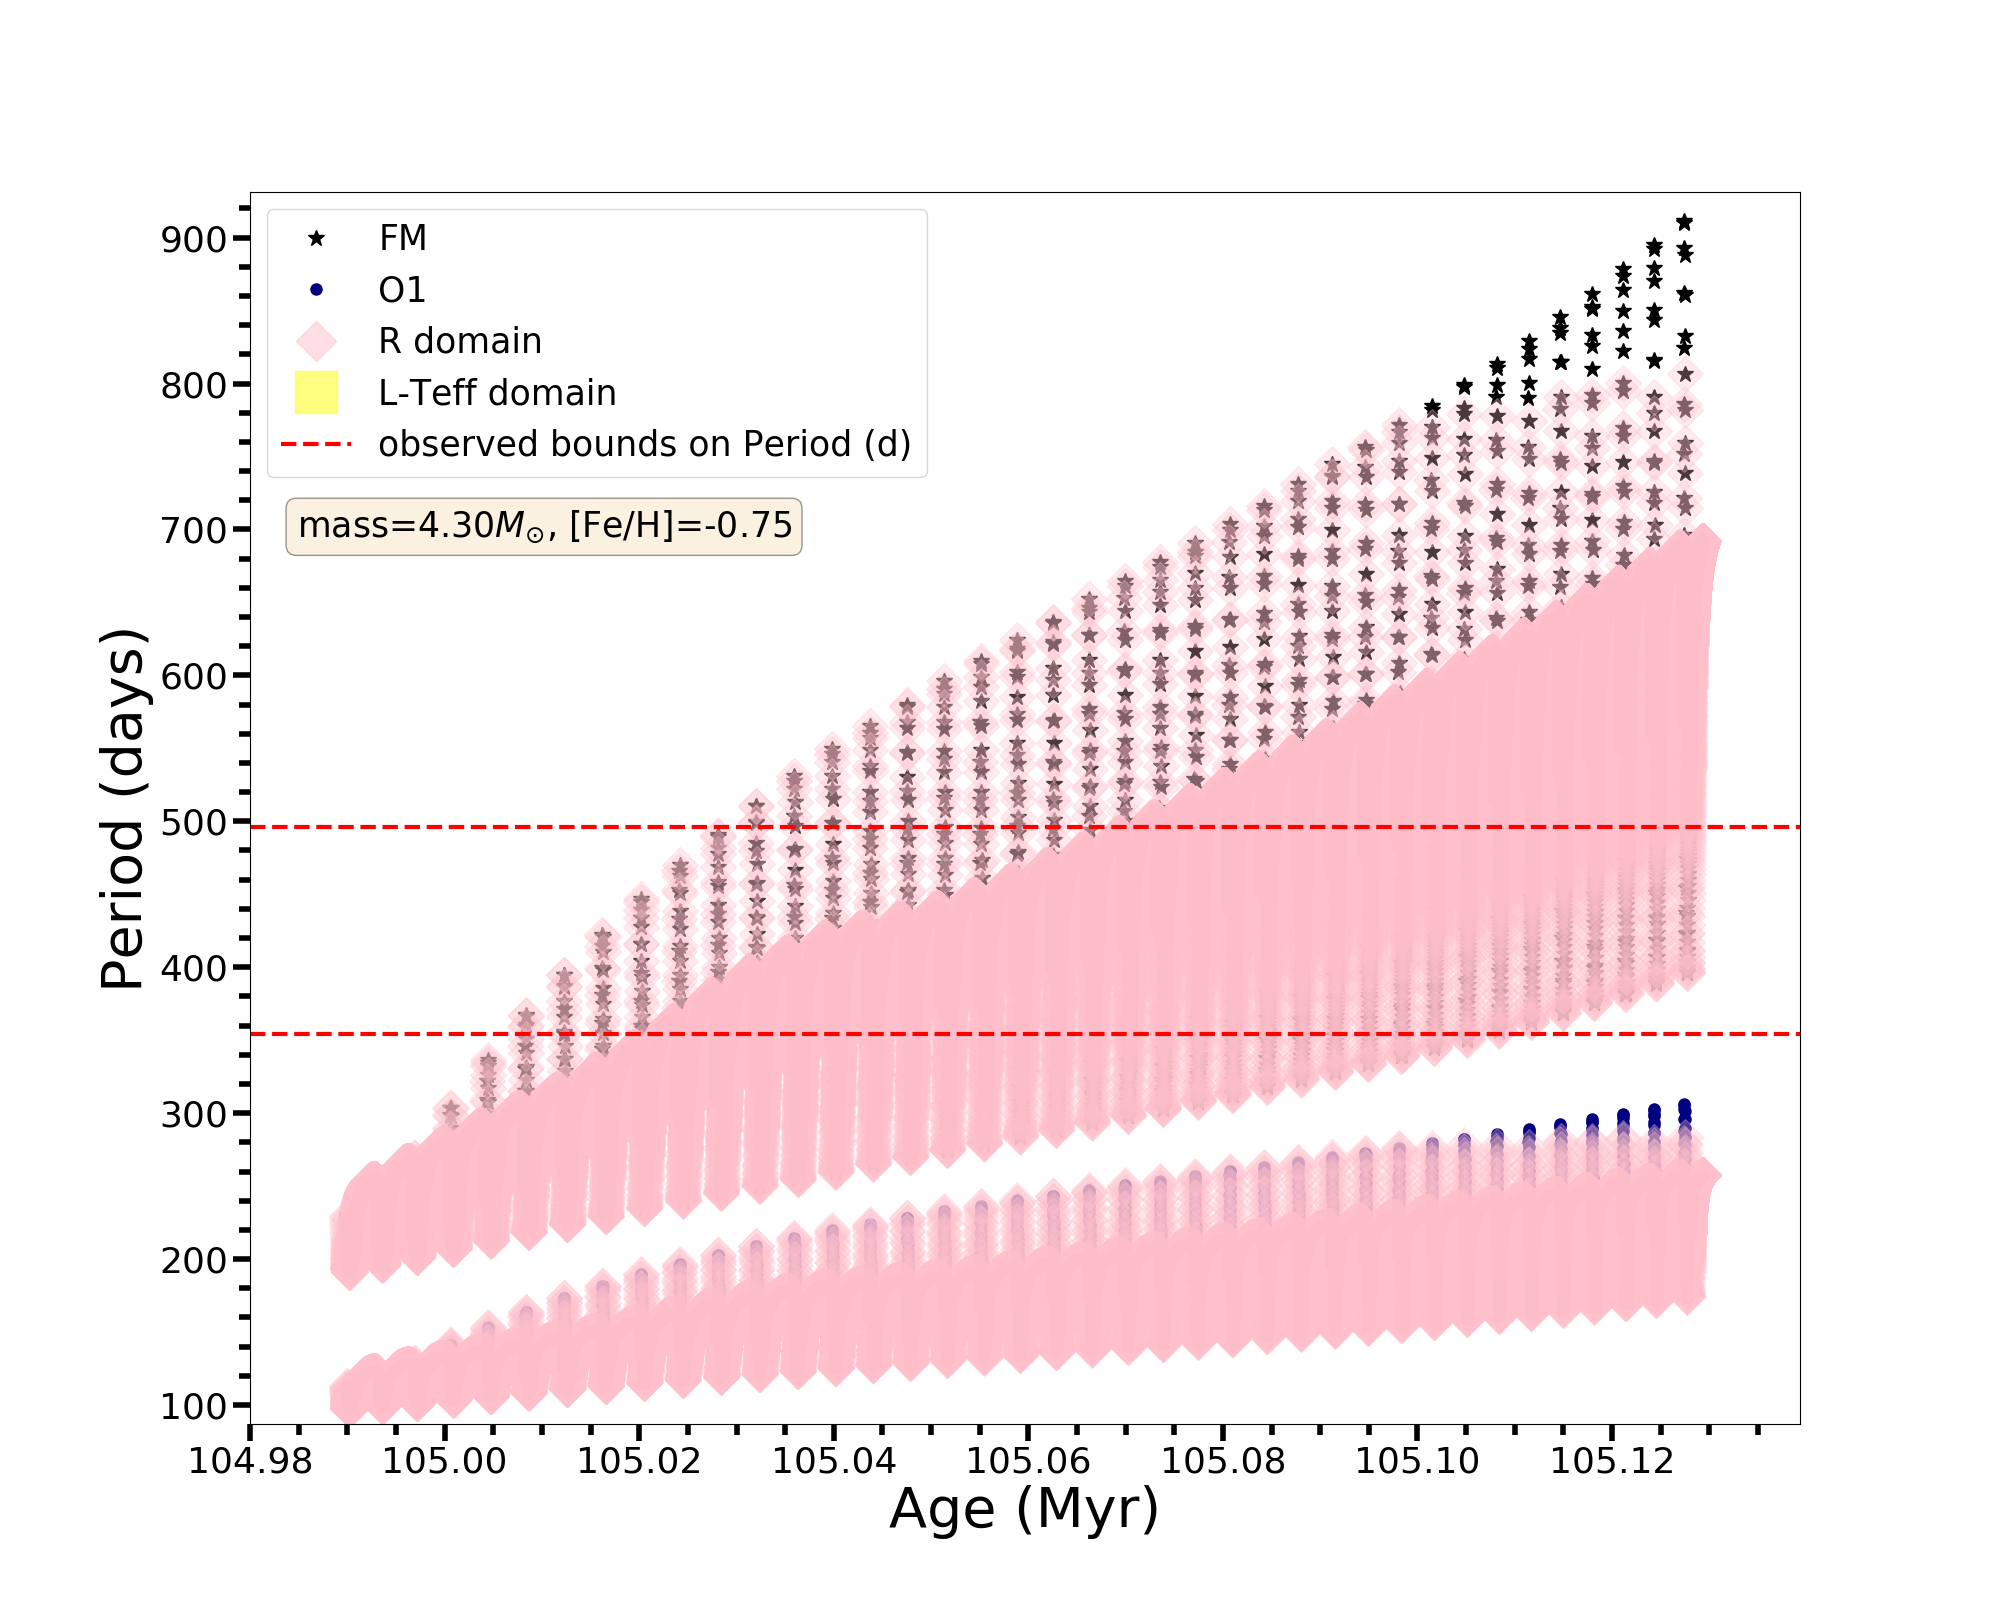 FM
O1
R domain
L-Teff domain
observed bounds on Period (d)
mass=4.30M⊙, [Fe/H]=-0.75
900
800
700
600
500
400
300
200
100
Period (days)
104.98 105.00 105.02 105.04 105.06 105.08 105.10 105.12
Age (Myr)